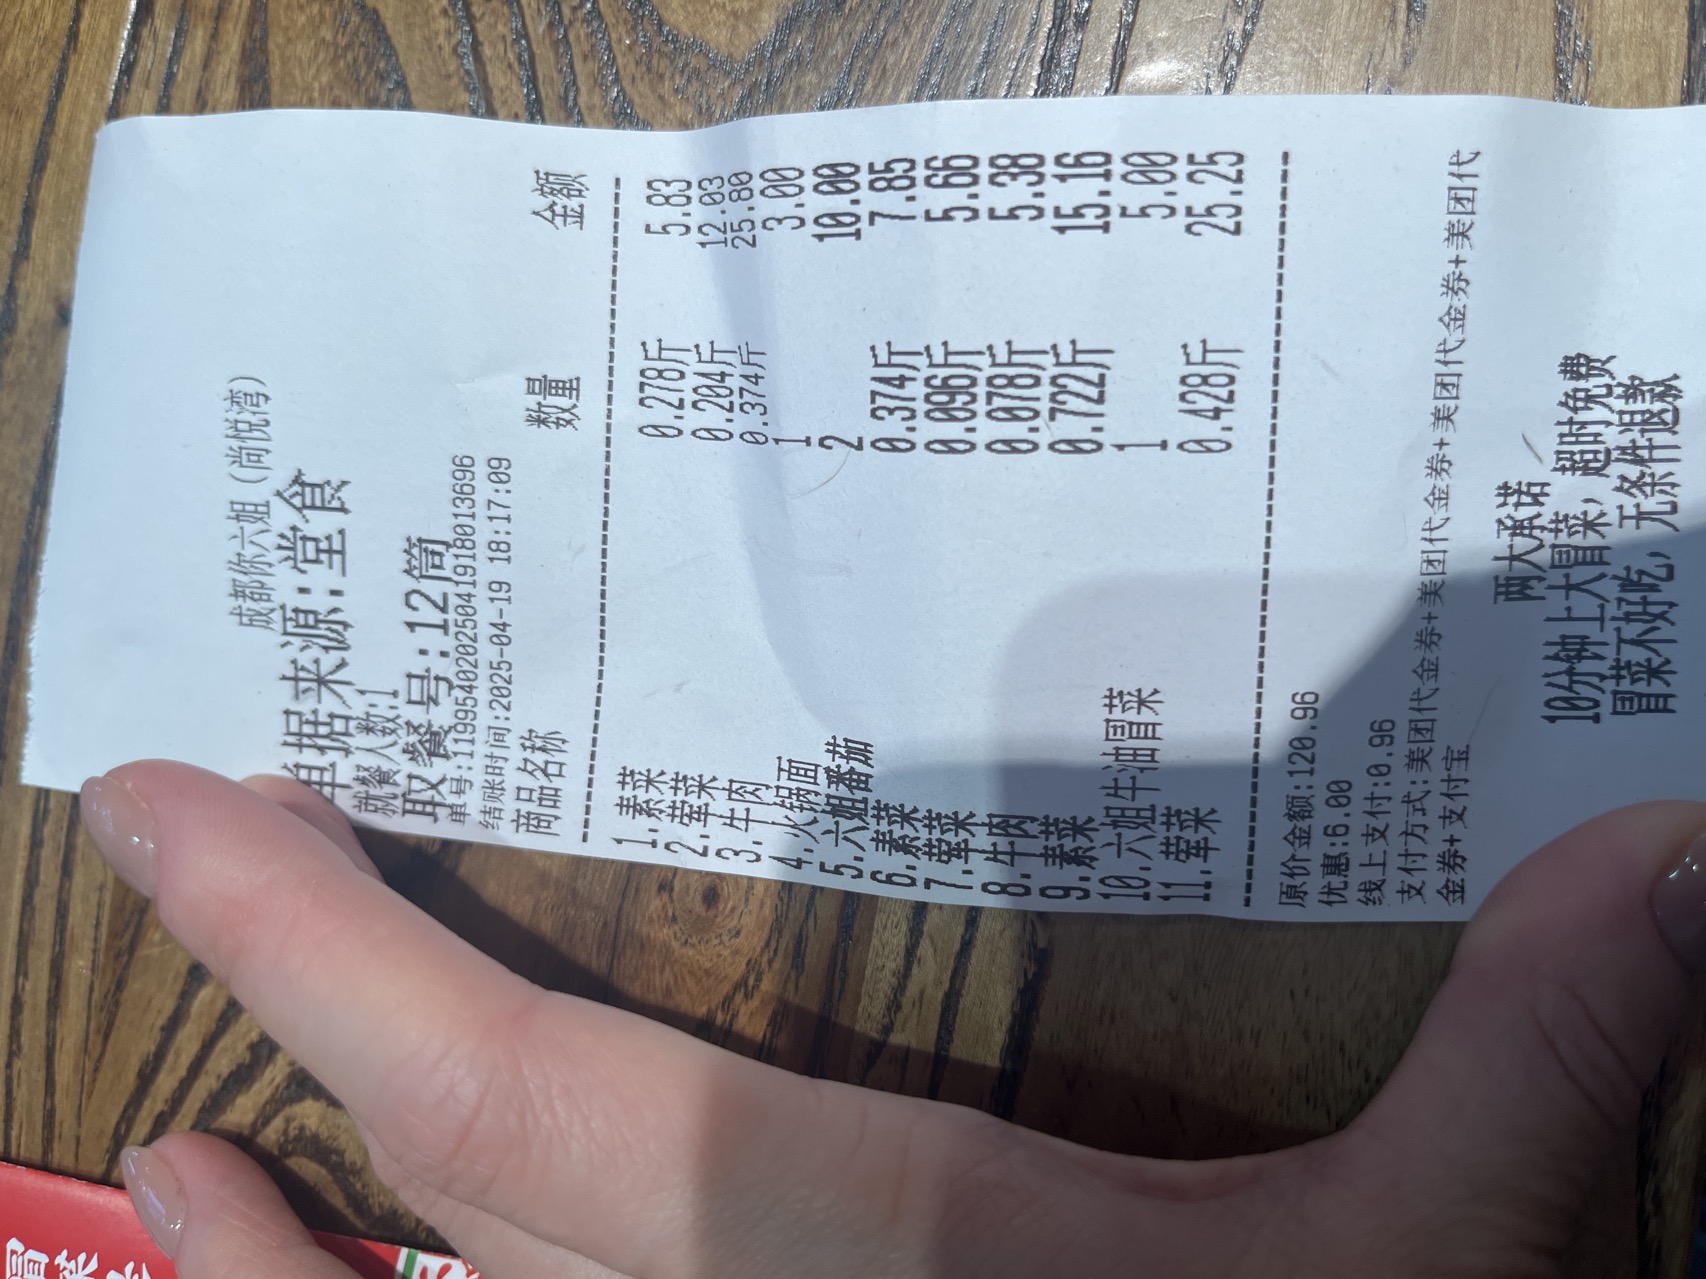 成都你六姐(尚悦湾)
单据来源:堂食
就餐人数:1
取餐号:12筒
单号:119954020250419180136​96
结账时间:2025-04-19 18:17:09
商品名称 数量 金额
1.素菜 0.278斤 5.83
2.荤菜 0.204斤 12.03
3.牛肉 0.374斤 25.80
4.火锅面 1 3.00
5.六姐番茄 2 10.00
6.素菜 0.374斤 7.85
7.荤菜 0.096斤 5.66
8.牛肉 0.078斤 5.38
9.素菜 0.722斤 15.16
10.六姐牛油冒菜 1 5.00
11.荤菜 0.428斤 25.25
原价金额:120.96
优惠:6.00
线上支付:0.96
支付方式:美团代金券+美团代金券+美团代金券+美团代金券+美团代
金券+支付宝
两大承诺
10分钟上大冒菜，超时免费
冒菜不好吃，无条件退款
冒菜